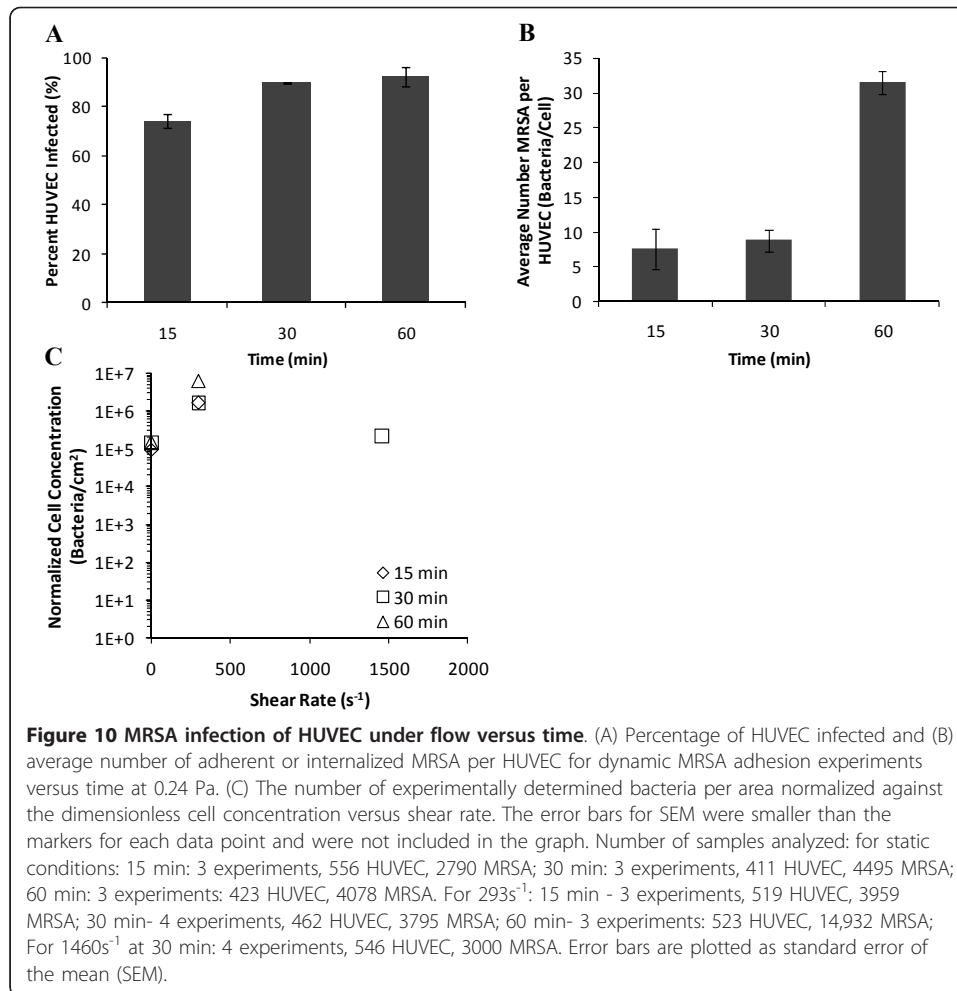 A
Percent HUVEC Infected (%)
100
80
60
40
20
0
15 30 60
Time (min)
B
Average Number MRSA per
HUVEC (Bacteria/Cell)
35
30
25
20
15
10
5
0
15 30 60
Time (min)
C
Normalized Cell Concentration
(Bacteria/cm²)
1E+7
1E+6
1E+5
1E+4
1E+3
1E+2
1E+1
1E+0
15 min
30 min
60 min
0 500 1000 1500 2000
Shear Rate (s⁻¹)
Figure 10 MRSA infection of HUVEC under flow versus time. (A) Percentage of HUVEC infected and (B)
average number of adherent or internalized MRSA per HUVEC for dynamic MRSA adhesion experiments
versus time at 0.24 Pa. (C) The number of experimentally determined bacteria per area normalized against
the dimensionless cell concentration versus shear rate. The error bars for SEM were smaller than the
markers for each data point and were not included in the graph. Number of samples analyzed: for static
conditions: 15 min: 3 experiments, 556 HUVEC, 2790 MRSA; 30 min: 3 experiments, 411 HUVEC, 4495 MRSA;
60 min: 3 experiments: 423 HUVEC, 4078 MRSA. For 293s⁻¹: 15 min - 3 experiments, 519 HUVEC, 3959
MRSA; 30 min- 4 experiments, 462 HUVEC, 3795 MRSA; 60 min- 3 experiments: 523 HUVEC, 14,932 MRSA;
For 1460s⁻¹ at 30 min: 4 experiments, 546 HUVEC, 3000 MRSA. Error bars are plotted as standard error of
the mean (SEM).